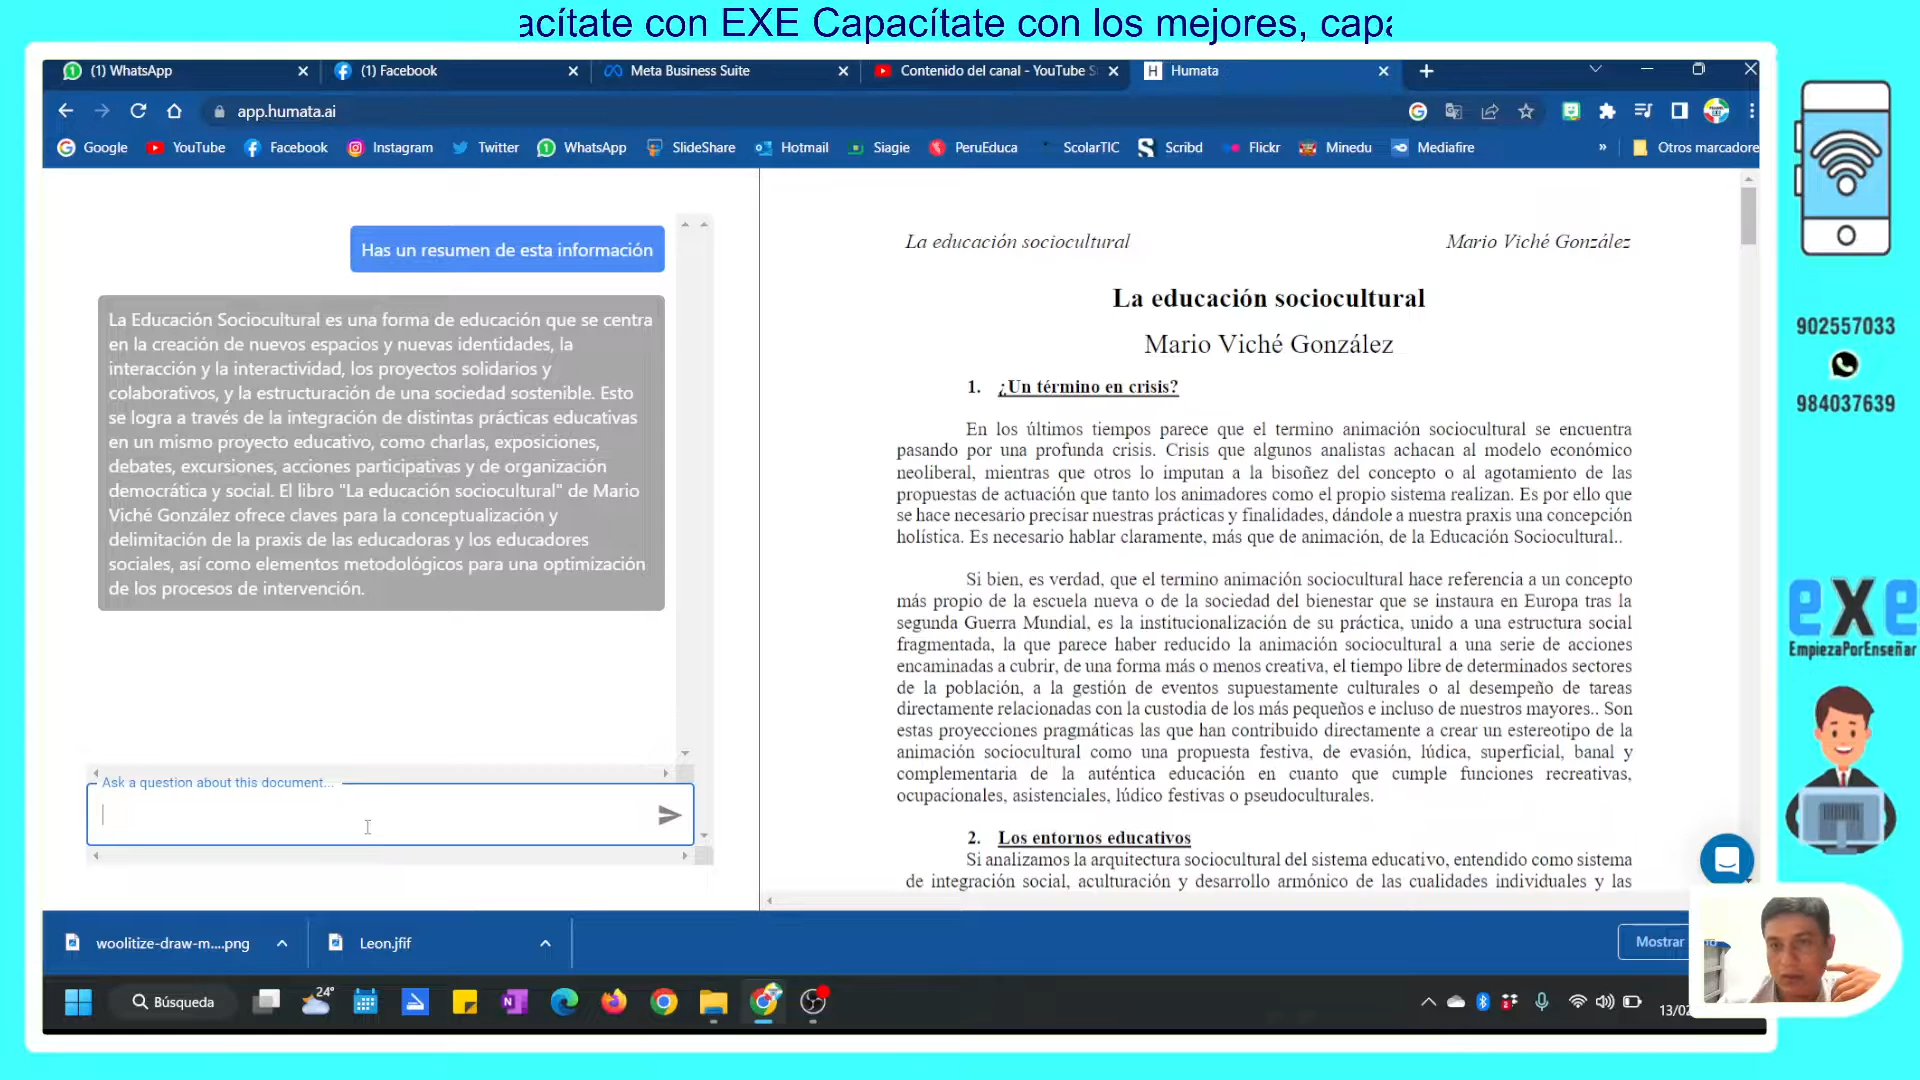 acítate con EXE Capacítate con los mejores, capa
(1) WhatsApp
(1) Facebook
Meta Business Suite
Contenido del canal - YouTube S
Humata
app.humata.ai
Google
YouTube
Facebook
Instagram
Twitter
WhatsApp
SlideShare
Hotmail
Siagie
PeruEduca
ScolarTIC
Scribd
Flickr
Minedu
Mediafire
»
Otros marcadore
Has un resumen de esta información
La Educación Sociocultural es una forma de educación que se centra
en la creación de nuevos espacios y nuevas identidades, la
interacción y la interactividad, los proyectos solidarios y
colaborativos, y la estructuración de una sociedad sostenible. Esto
se logra a través de la integración de distintas prácticas educativas
en un mismo proyecto educativo, como charlas, exposiciones,
debates, excursiones, acciones participativas y de organización
democrática y social. El libro "La educación sociocultural" de Mario
Viché González ofrece claves para la conceptualización y
delimitación de la praxis de las educadoras y los educadores
sociales, así como elementos metodológicos para una optimización
de los procesos de intervención.
Ask a question about this document...
La educación sociocultural Mario Viché González
La educación sociocultural
Mario Viché González
1. ¿Un término en crisis?
En los últimos tiempos parece que el termino animación sociocultural se encuentra
pasando por una profunda crisis. Crisis que algunos analistas achacan al modelo económico
neoliberal, mientras que otros lo imputan a la bisoñez del concepto o al agotamiento de las
propuestas de actuación que tanto los animadores como el propio sistema realizan. Es por ello que
se hace necesario precisar nuestras prácticas y finalidades, dándole a nuestra praxis una concepción
holística. Es necesario hablar claramente, más que de animación, de la Educación Sociocultural..
Si bien, es verdad, que el termino animación sociocultural hace referencia a un concepto
más propio de la escuela nueva o de la sociedad del bienestar que se instaura en Europa tras la
segunda Guerra Mundial, es la institucionalización de su práctica, unido a una estructura social
fragmentada, la que parece haber reducido la animación sociocultural a una serie de acciones
encaminadas a cubrir, de una forma más o menos creativa, el tiempo libre de determinados sectores
de la población, a la gestión de eventos supuestamente culturales o al desempeño de tareas
directamente relacionadas con la custodia de los más pequeños e incluso de nuestros mayores.. Son
estas proyecciones pragmáticas las que han contribuido directamente a crear un estereotipo de la
animación sociocultural como una propuesta festiva, de evasión, lúdica, superficial, banal y
complementaria de la auténtica educación en cuanto que cumple funciones recreativas,
ocupacionales, asistenciales, lúdico festivas o pseudoculturales.
2. Los entornos educativos
Si analizamos la arquitectura sociocultural del sistema educativo, entendido como sistema
de integración social, aculturación y desarrollo armónico de las cualidades individuales y las
902557033
984037639
eXe
EmpiezaPorEnseñar
woolitize-draw-m....png
Leon.jfif
Mostrar
24°
Búsqueda
13/02